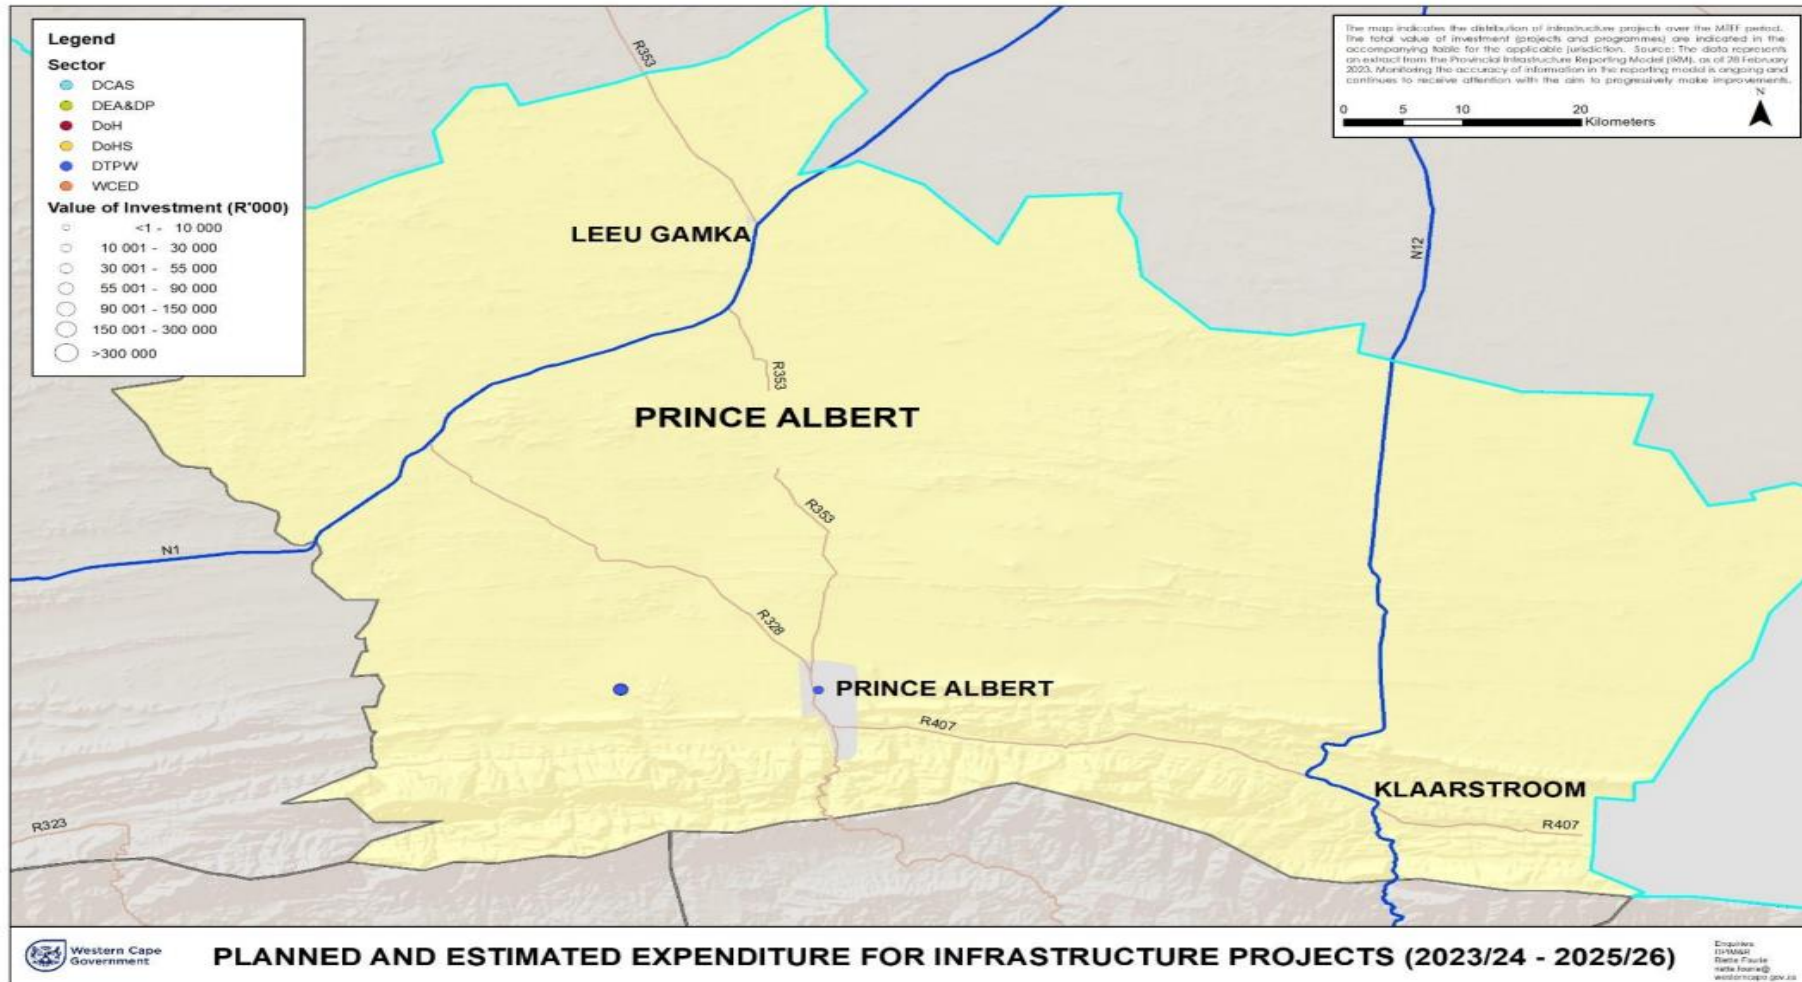 Legend
Sector
DCAS
DEA&DP
DoH
DoHS
DTPW
WCED
Value of Investment (R'000)
<1 - 10 000
10 001 - 30 000
30 001 - 55 000
55 001 - 90 000
90 001 - 150 000
150 001 - 300 000
>300 000
The map indicates the distribution of infrastructure projects over the MTEF period.
The total value of investment (projects and programmes) are indicated in the
accompanying table for the applicable jurisdiction. Source: The data represents
an extract from the Provincial Infrastructure Reporting Model (IRM), as of 28 February
2023. Monitoring the accuracy of information in the reporting model is ongoing and
continues to receive attention with the aim to progressively make improvements.
N
0 5 10 20
Kilometers
R353
LEEU GAMKA
N12
R353
PRINCE ALBERT
R353
N1
R328
PRINCE ALBERT
R407
KLAARSTROOM
R323
R407
Western Cape
Government
PLANNED AND ESTIMATED EXPENDITURE FOR INFRASTRUCTURE PROJECTS (2023/24 - 2025/26)
Enquiries
Riette Fourie
riette.fourie@
westerncape.gov.za